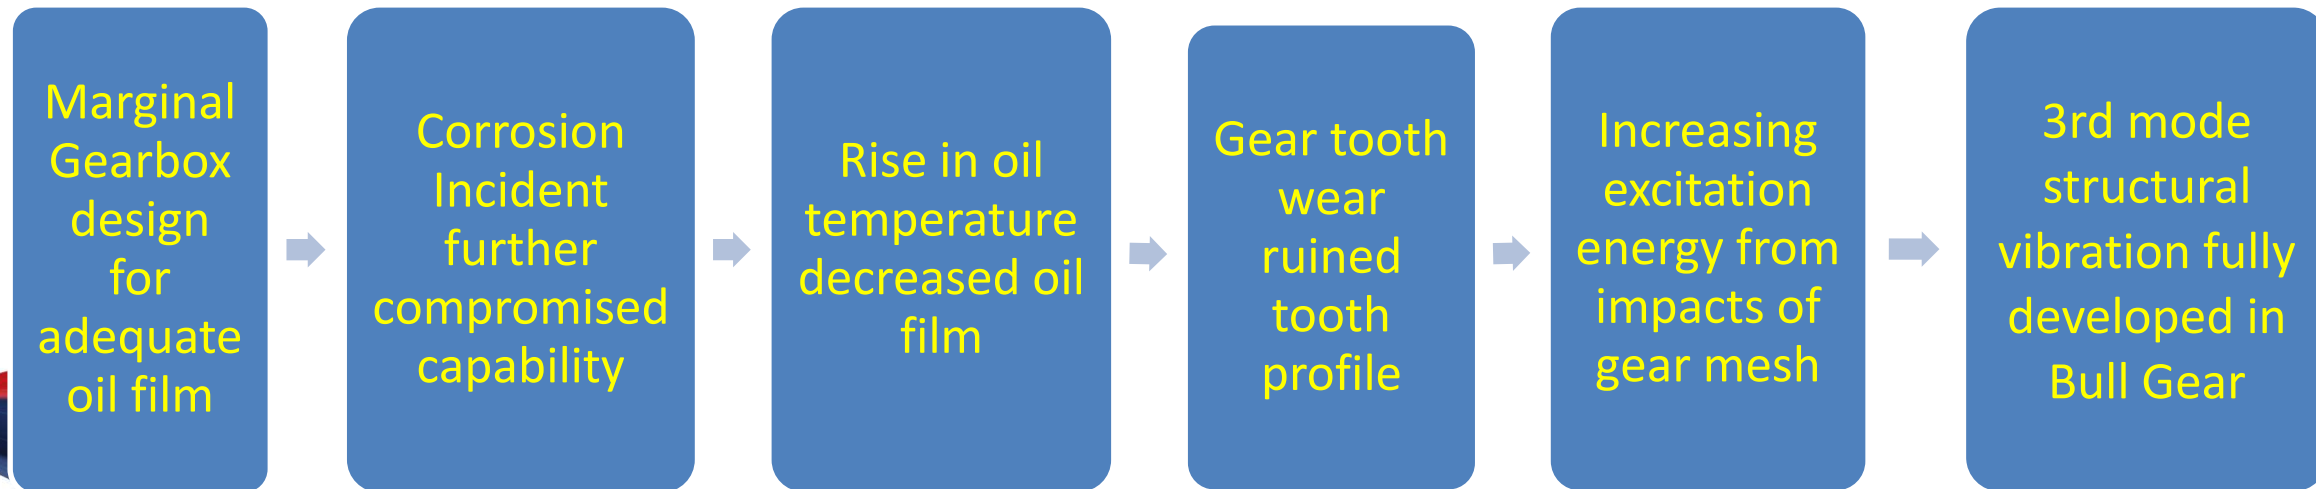 Marginal
Gearbox
design
for
adequate
oil film
Corrosion
Incident
further
compromised
capability
Rise in oil
temperature
decreased oil
film
Gear tooth
wear
ruined
tooth
profile
Increasing
excitation
energy from
impacts of
gear mesh
3rd mode
structural
vibration fully
developed in
Bull Gear